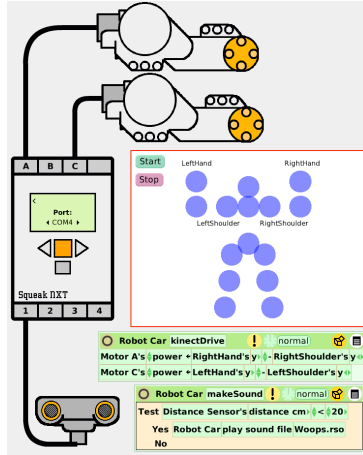 A B C
<
Port:
COM4
Squeak NXT
1 2 3 4
Start
Stop
LeftHand
RightHand
LeftShoulder
RightShoulder
Robot Car kinectDrive ! normal
Motor A's power + RightHand's y - RightShoulder's y
Motor C's power + LeftHand's y - LeftShoulder's y
Robot Car makeSound ! normal
Test Distance Sensor's distance cm < 20
Yes Robot Car play sound file Woops.rso
No